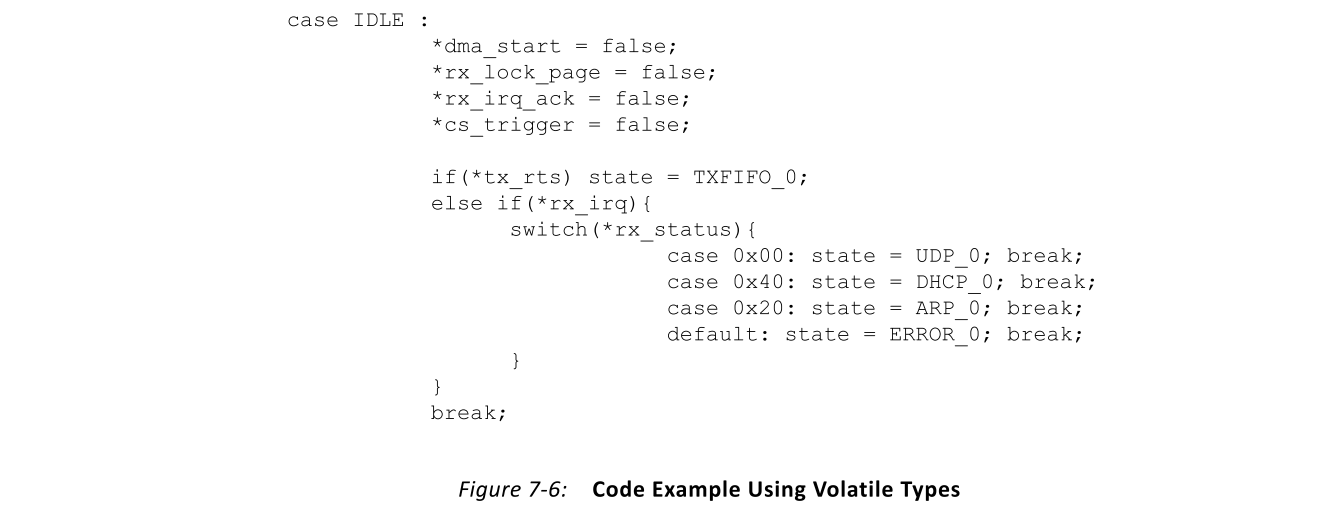 case IDLE :
*dma_start = false;
*rx_lock_page = false;
*rx_irq_ack = false;
*cs_trigger = false;
if(*tx_rts) state = TXFIFO_0;
else if(*rx_irq){
switch(*rx_status){
case 0x00: state = UDP_0; break;
case 0x40: state = DHCP_0; break;
case 0x20: state = ARP_0; break;
default: state = ERROR_0; break;
}
}
break;
Figure 7-6: Code Example Using Volatile Types